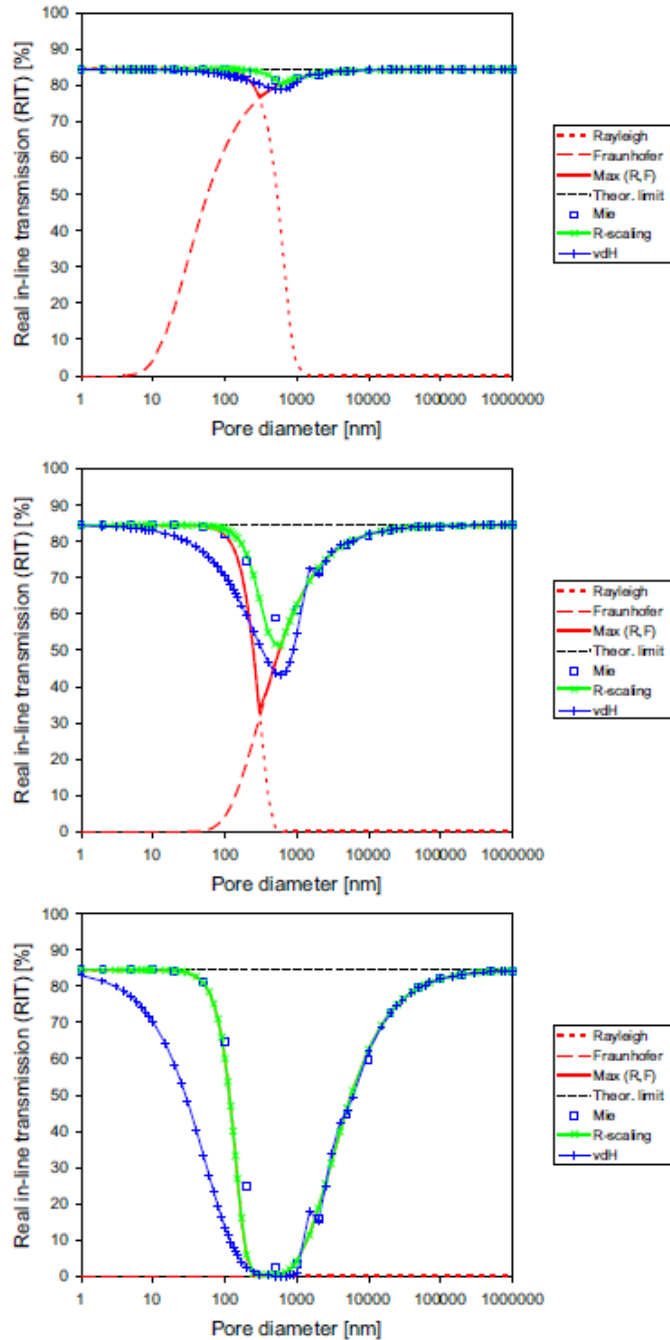 Real in-line transmission (RIT) [%]
100
90
80
70
60
50
40
30
20
10
0
1 10 100 1000 10000 100000 1000000
Pore diameter [nm]
Rayleigh
Fraunhofer
Max (R,F)
Theor. limit
Mie
R-scaling
vdH
Real in-line transmission (RIT) [%]
100
90
80
70
60
50
40
30
20
10
0
1 10 100 1000 10000 100000 1000000
Pore diameter [nm]
Rayleigh
Fraunhofer
Max (R,F)
Theor. limit
Mie
R-scaling
vdH
Real in-line transmission (RIT) [%]
100
90
80
70
60
50
40
30
20
10
0
1 10 100 1000 10000 100000 1000000
Pore diameter [nm]
Rayleigh
Fraunhofer
Max (R,F)
Theor. limit
Mie
R-scaling
vdH